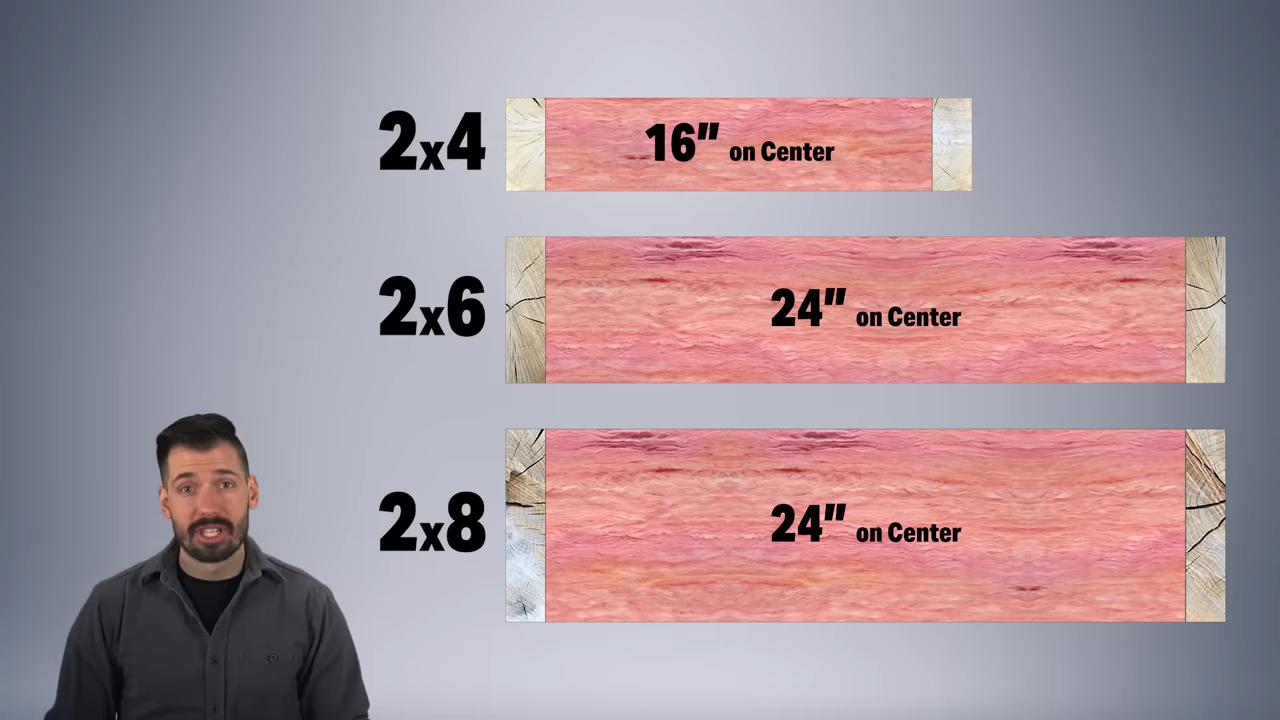 2x4
16″ on Center
2x6
24″ on Center
2x8
24″ on Center